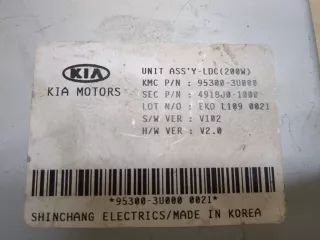 KIA
KIA MOTORS
UNIT ASS'Y-LDC(200W)
KMC P/N : 95300-3U000
SEC P/N : 4918J0-1000
LOT N/O : EKO L109 0021
S/W VER : V102
H/W VER : V2.0
*95300-3U000 0021*
SHINCHANG ELECTRICS/MADE IN KOREA